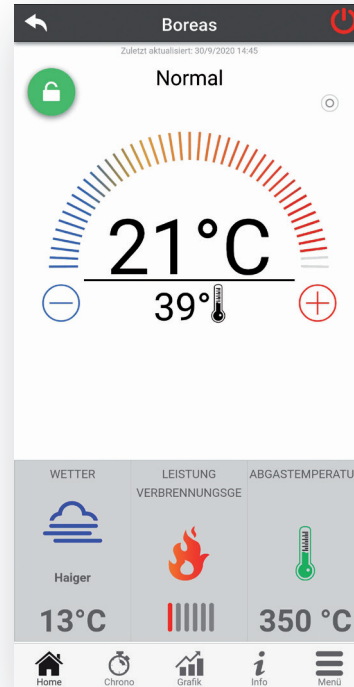 Boreas
Zuletzt aktualisiert: 30/9/2020 14:45
Normal
21°C
39°
WETTER
LEISTUNG
VERBRENNUNGSGE
ABGASTEMPERATU
Haiger
13°C
350 °C
Home
Chrono
Grafik
Info
Menü